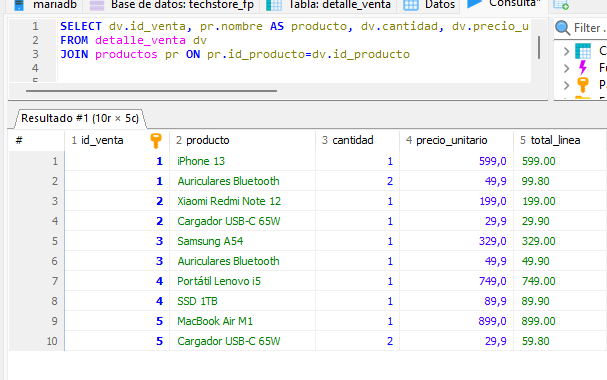 mariadb Base de datos: techstore_fp Tabla: detalle_venta Datos Consulta*
1 SELECT dv.id_venta, pr.nombre AS producto, dv.cantidad, dv.precio_u
2 FROM detalle_venta dv
3 JOIN productos pr ON pr.id_producto=dv.id_producto
4
5
Filter
Resultado #1 (10r × 5c)
# 1 id_venta 2 producto 3 cantidad 4 precio_unitario 5 total_linea
1 1 iPhone 13 1 599,0 599.00
2 1 Auriculares Bluetooth 2 49,9 99.80
3 2 Xiaomi Redmi Note 12 1 199,0 199.00
4 2 Cargador USB-C 65W 1 29,9 29.90
5 3 Samsung A54 1 329,0 329.00
6 3 Auriculares Bluetooth 1 49,9 49.90
7 4 Portátil Lenovo i5 1 749,0 749.00
8 4 SSD 1TB 1 89,9 89.90
9 5 MacBook Air M1 1 899,0 899.00
10 5 Cargador USB-C 65W 2 29,9 59.80